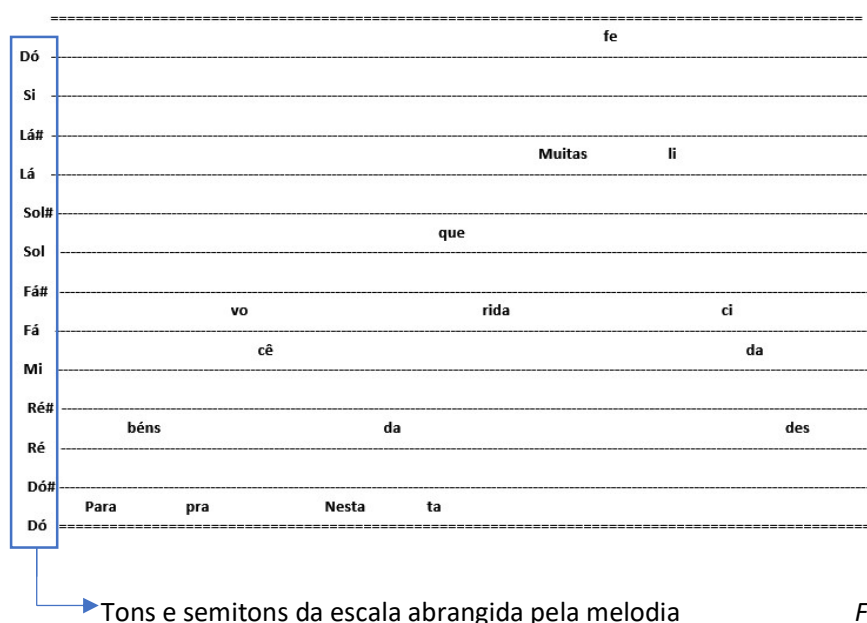 fe
Dó
Si
Lá#
Muitas li
Lá
Sol#
que
Sol
Fá#
vo rida ci
Fá
cê da
Mi
Ré#
béns da des
Ré
Dó#
Para pra Nesta ta
Dó
Tons e semitons da escala abrangida pela melodia F